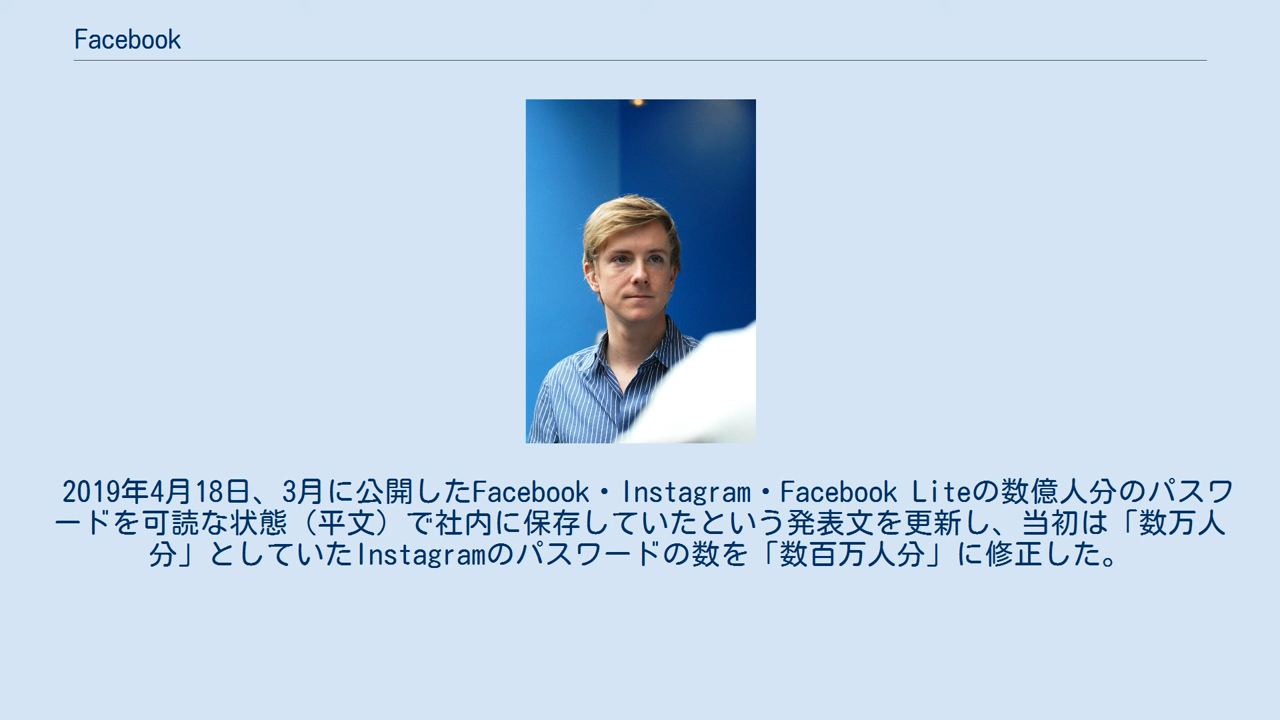 Facebook
2019年4月18日、3月に公開したFacebook・Instagram・Facebook Liteの数億人分のパスワ
ードを可読な状態（平文）で社内に保存していたという発表文を更新し、当初は「数万人
分」としていたInstagramのパスワードの数を「数百万人分」に修正した。